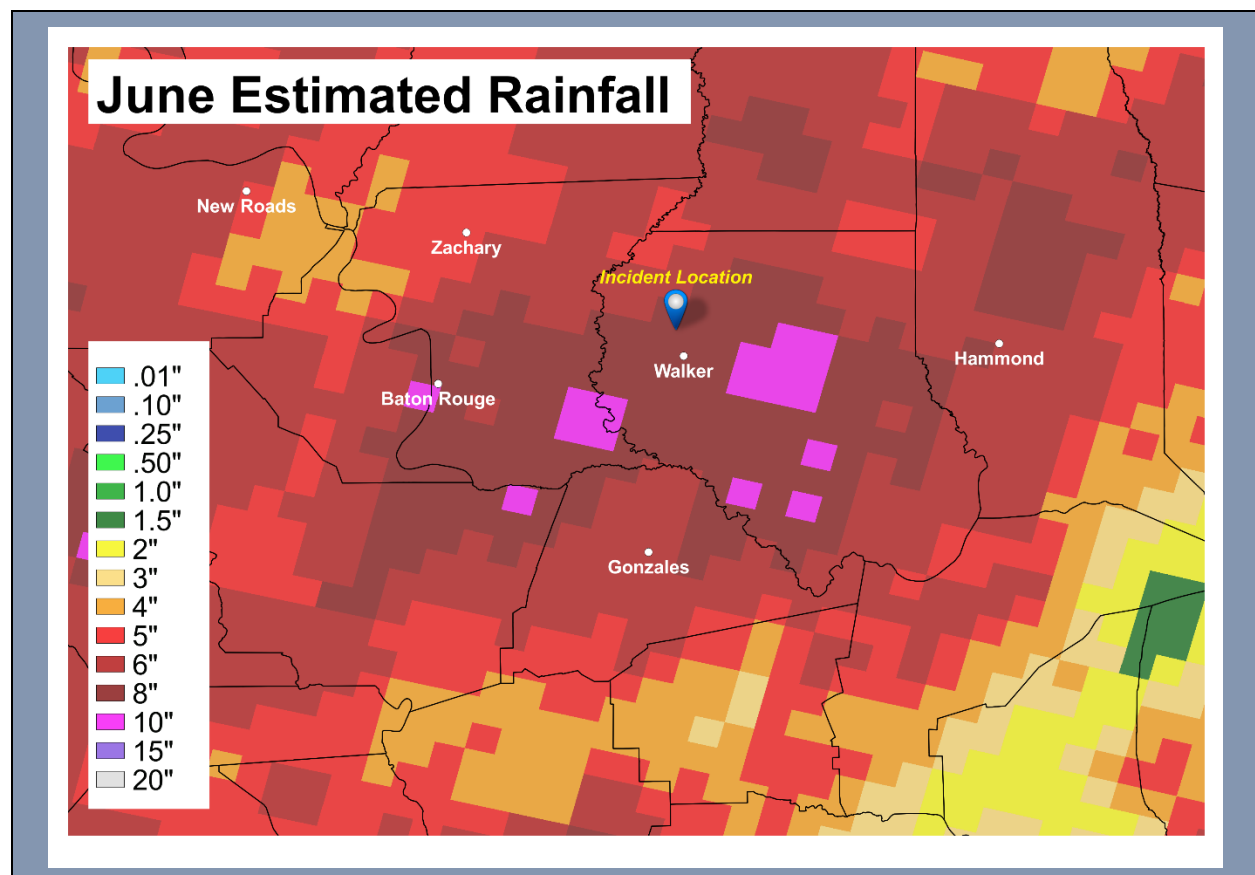 June Estimated Rainfall
New Roads
Zachary
Incident Location
Walker
Hammond
Baton Rouge
Gonzales
.01"
.10"
.25"
.50"
1.0"
1.5"
2"
3"
4"
5"
6"
8"
10"
15"
20"